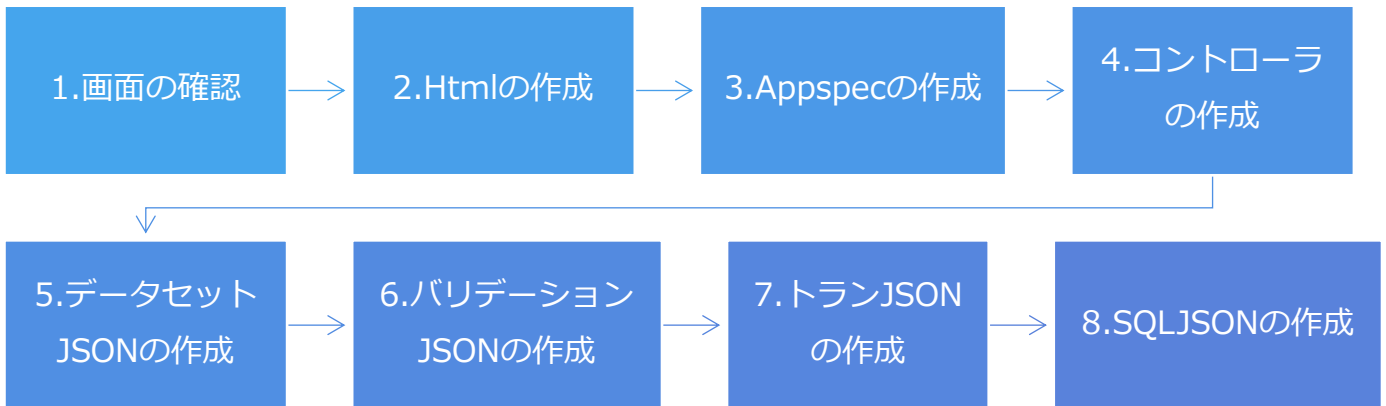 1.画面の確認
2.Htmlの作成
3.Appspecの作成
4.コントローラ
の作成
5.データセット
JSONの作成
6.バリデーション
JSONの作成
7.トランJSON
の作成
8.SQLJSONの作成